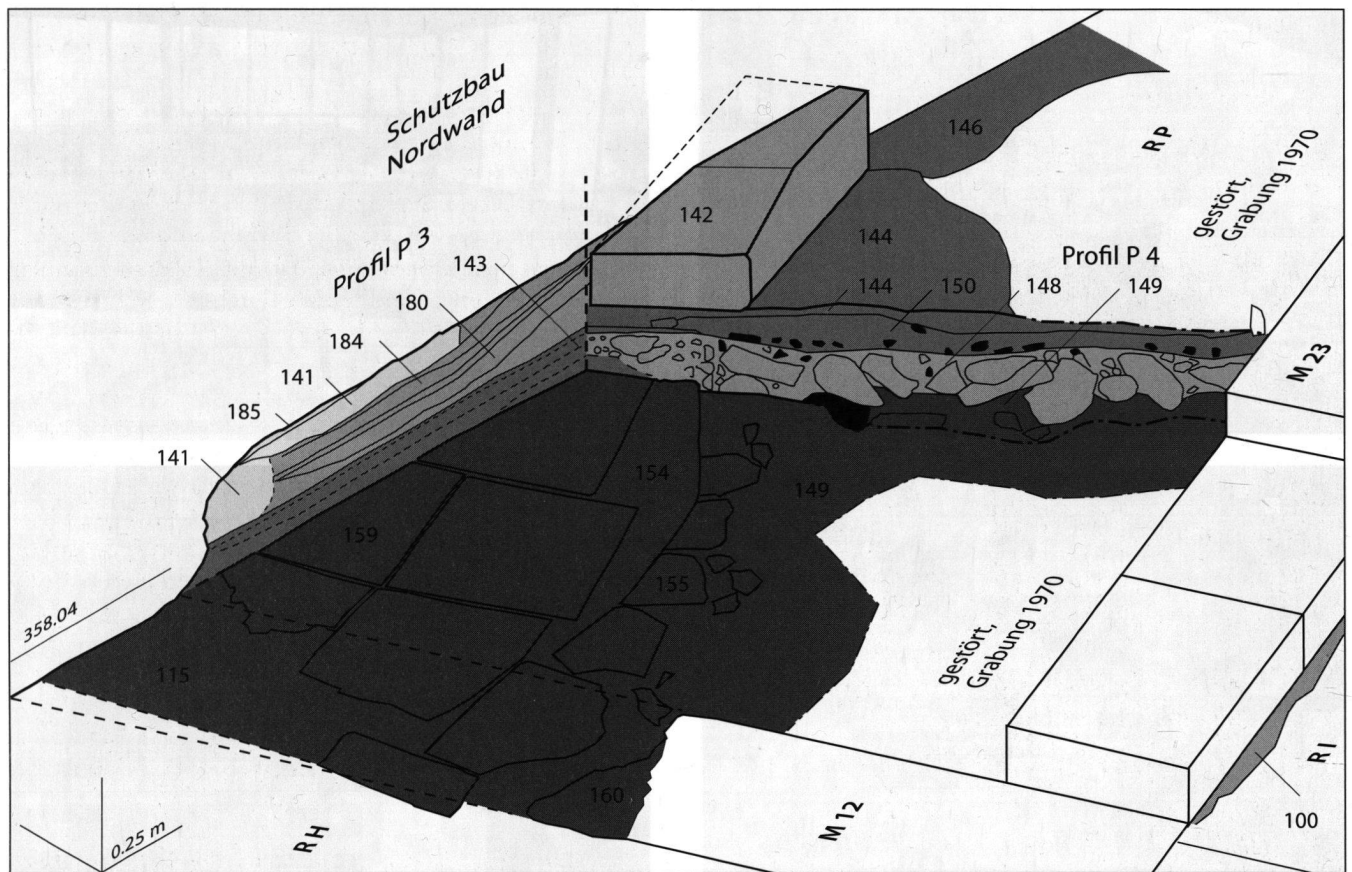 Schutzbau
Nordwand
146
R P
gestört,
Grabung 1970
142
Profil P 3
143
144
Profil P 4
180
144
150
148
149
184
M 23
141
185
141
154
149
159
155
358.04
gestört,
Grabung 1970
115
160
R I
0.25 m
R H
M 12
100